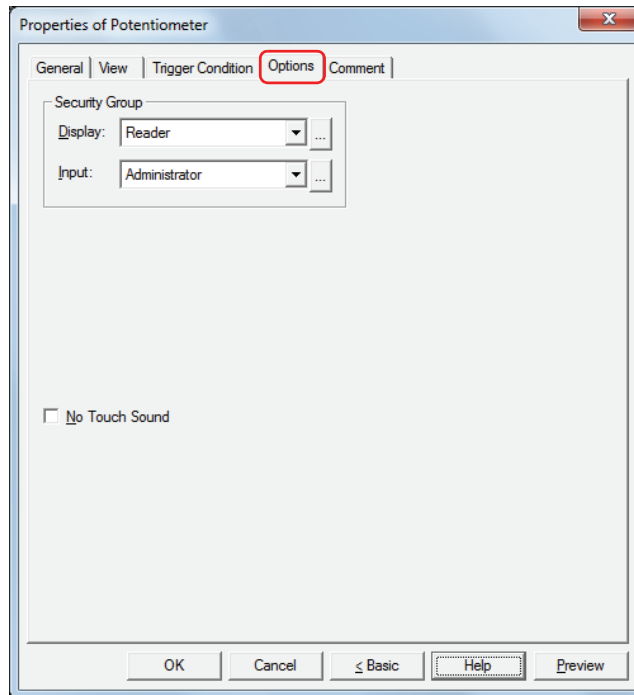 Properties of Potentiometer
General View Trigger Condition Options Comment
Security Group
Display: Reader ...
Input: Administrator ...
No Touch Sound
OK Cancel < Basic Help Preview